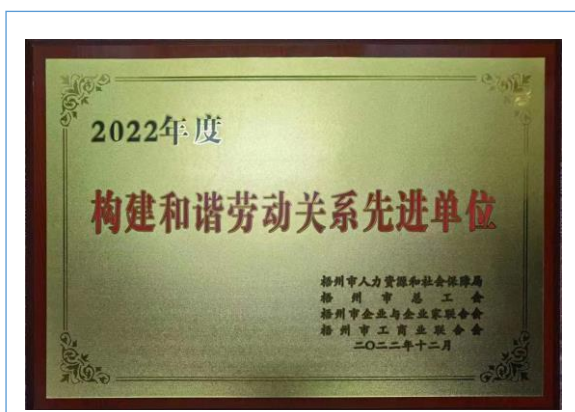 2022年度
构建和谐劳动关系先进单位
梧州市人力资源和社会保障局
梧州市总工会
梧州市企业与企业家联合会
梧州市工商业联合会
二〇二二年十二月